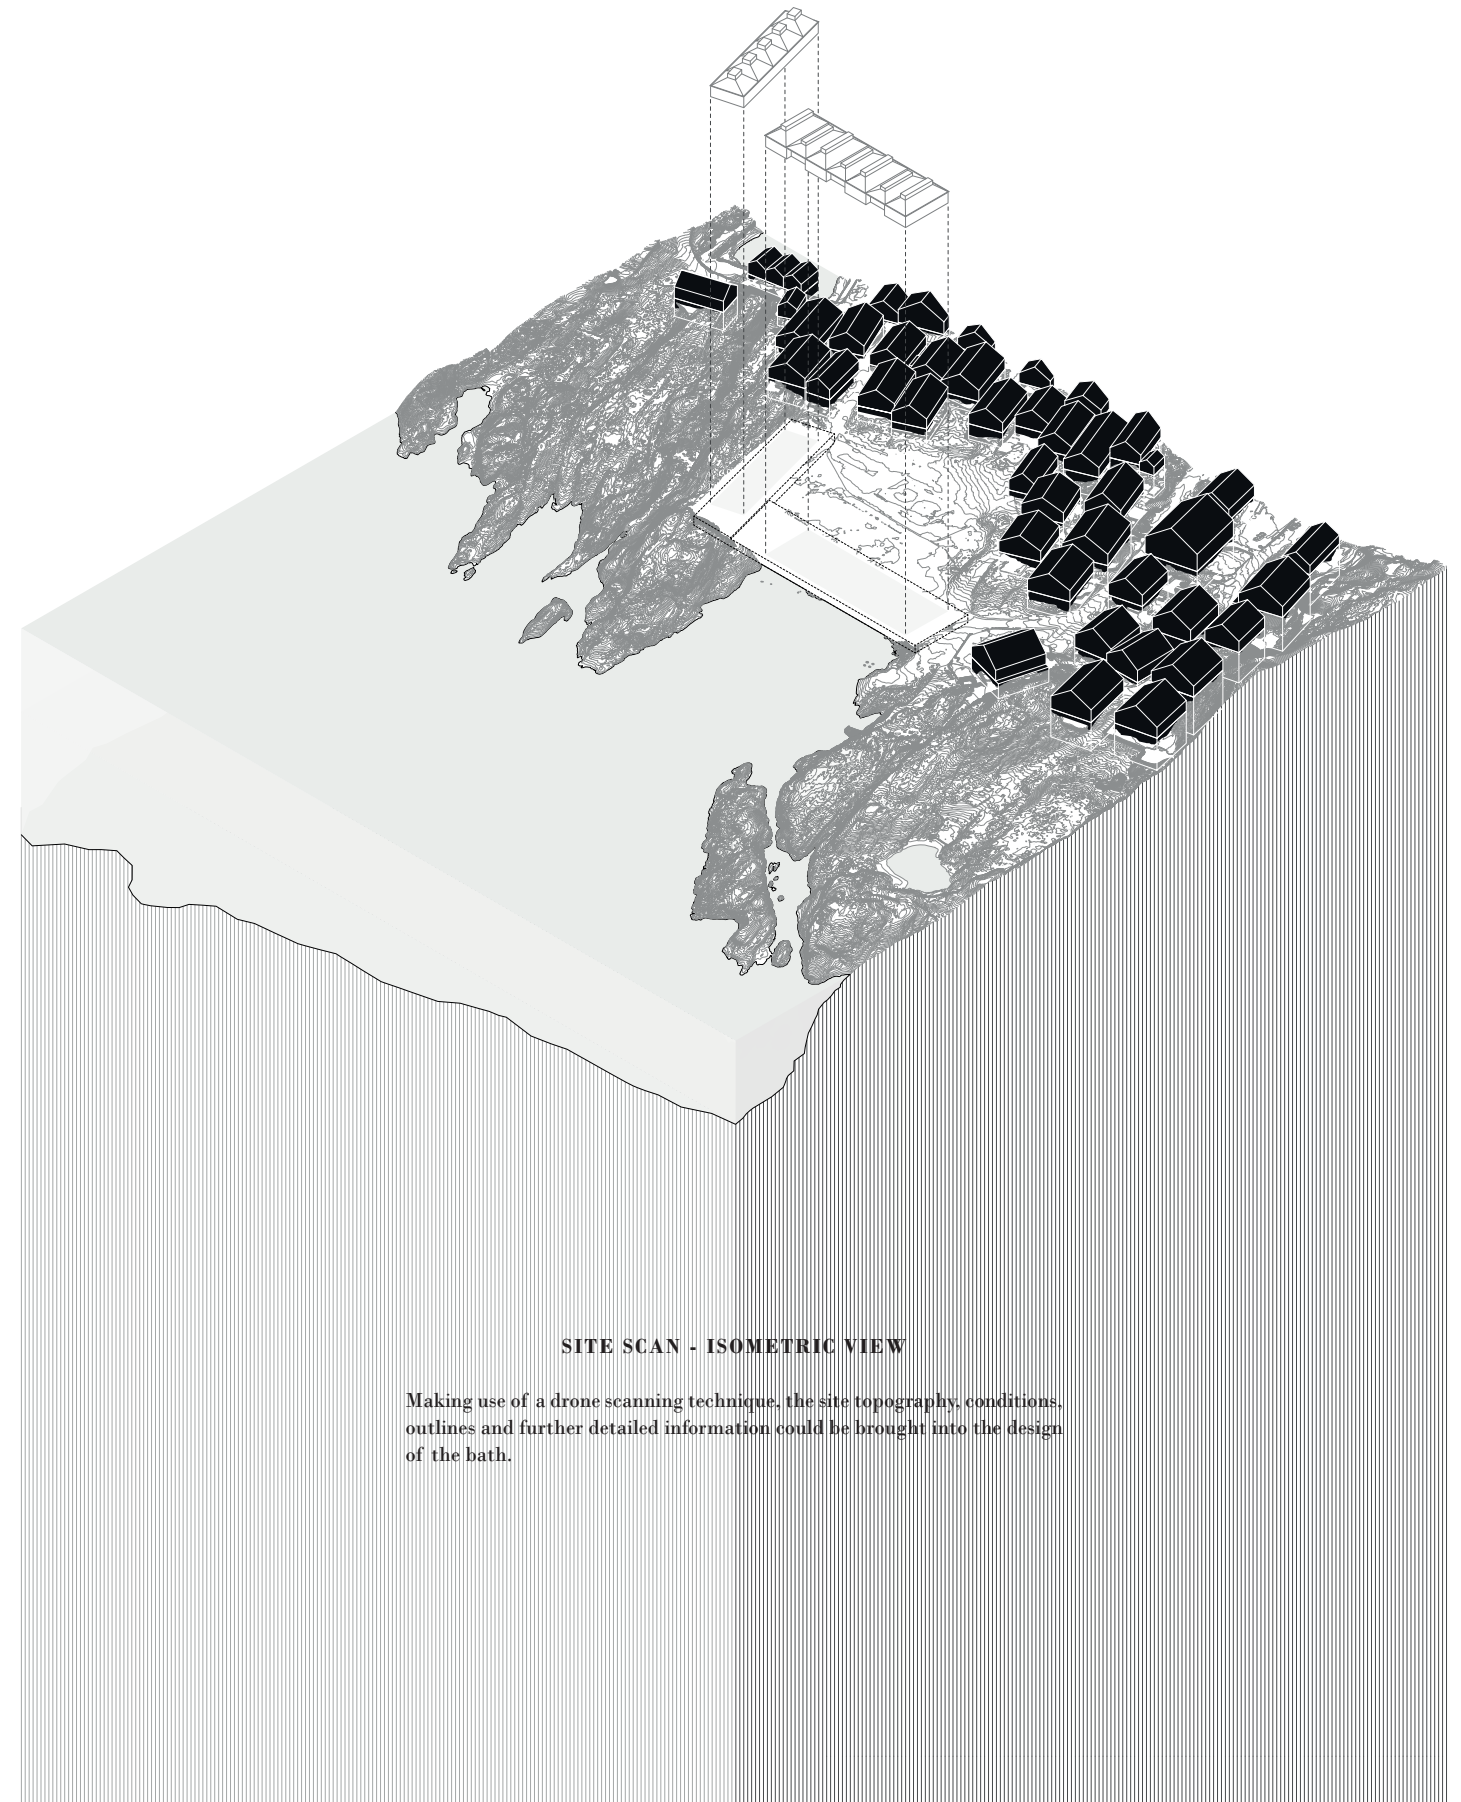 SITE SCAN - ISOMETRIC VIEW
Making use of a drone scanning technique, the site topography, conditions,
outlines and further detailed information could be brought into the design
of the bath.